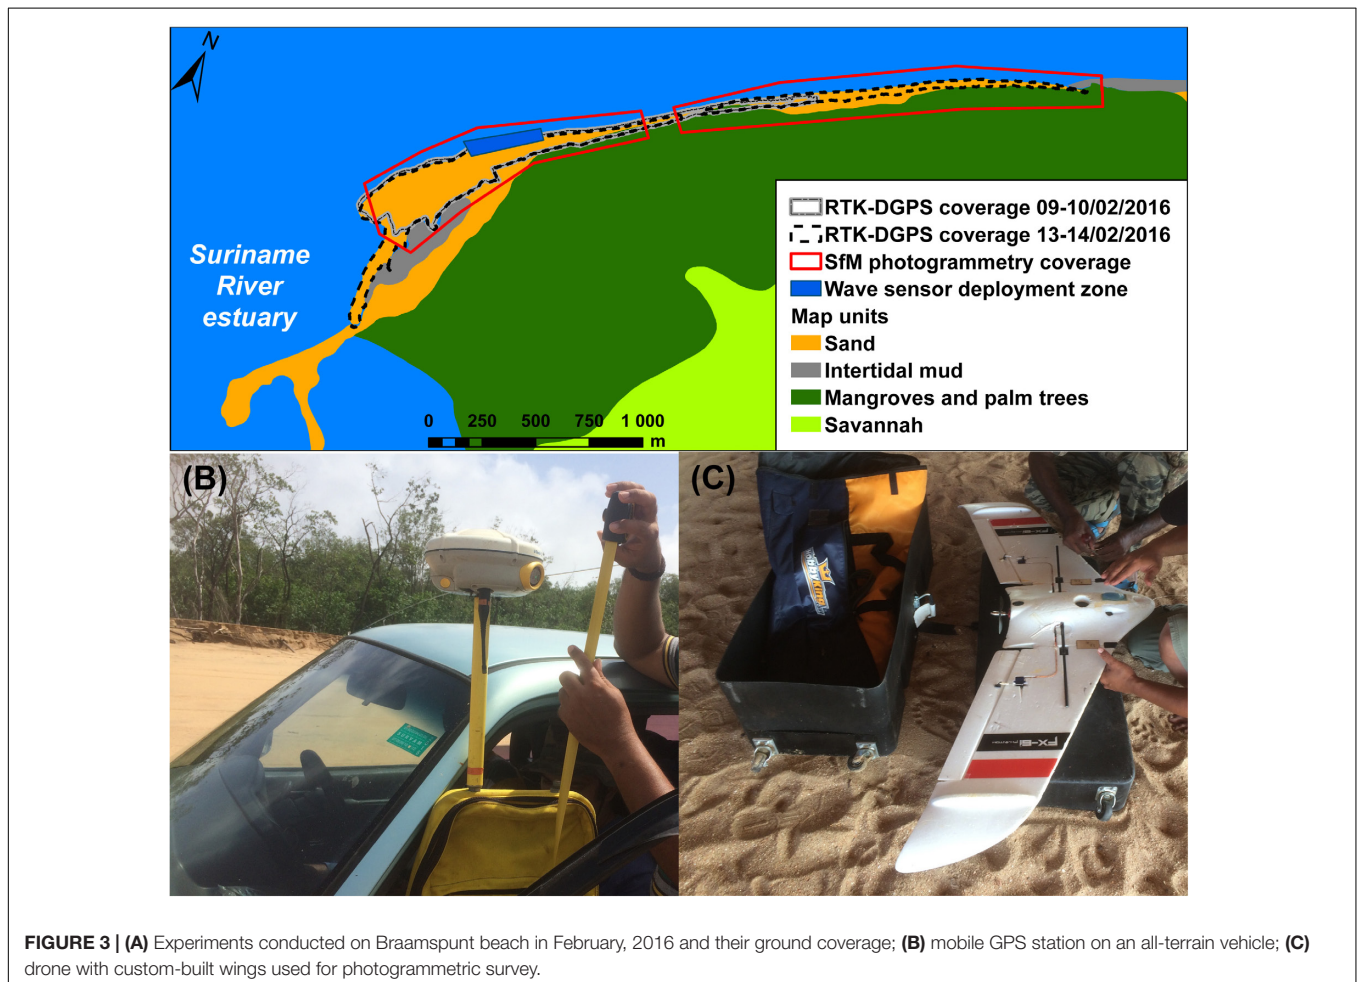 N
Suriname
River
estuary
RTK-DGPS coverage 09-10/02/2016
RTK-DGPS coverage 13-14/02/2016
SfM photogrammetry coverage
Wave sensor deployment zone
Map units
Sand
Intertidal mud
Mangroves and palm trees
Savannah
0 250 500 750 1 000
m
(B)
(C)
FIGURE 3 | (A) Experiments conducted on Braamspunt beach in February, 2016 and their ground coverage; (B) mobile GPS station on an all-terrain vehicle; (C)
drone with custom-built wings used for photogrammetric survey.